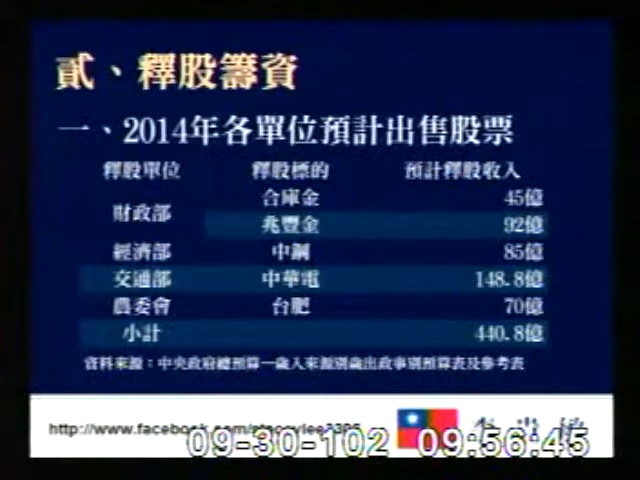 貳、釋股籌資
一、2014年各單位預計出售股票
釋股單位 釋股標的 預計釋股收入
財政部 合庫金 45億
兆豐金 92億
經濟部 中鋼 85億
交通部 中華電 148.8億
農委會 台肥 70億
小計 440.8億
資料來源：中央政府總預算—歲入來源別歲出政事別預算表及參考表
http://www.facebook.com/
09-30-102 09:56:45